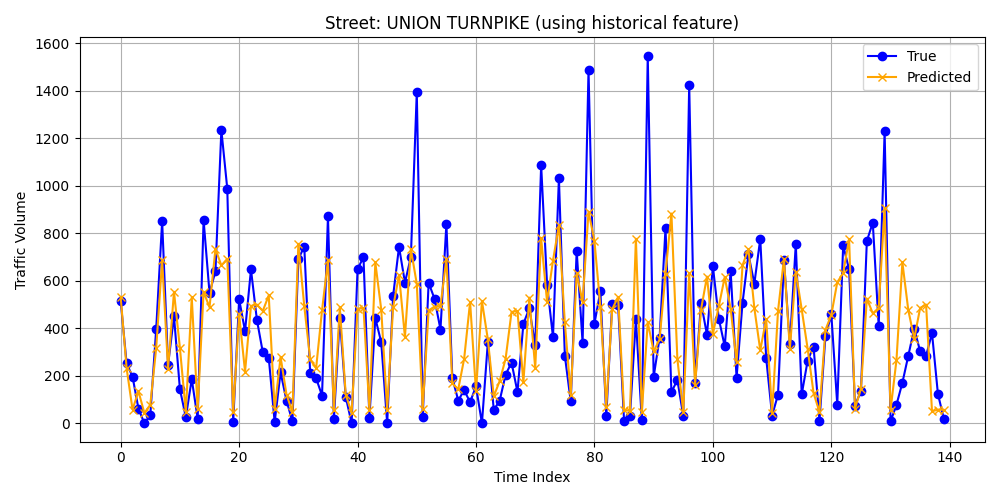 Street: UNION TURNPIKE (using historical feature)
True
Predicted
Traffic Volume
1600
1400
1200
1000
800
600
400
200
0
0 20 40 60 80 100 120 140
Time Index